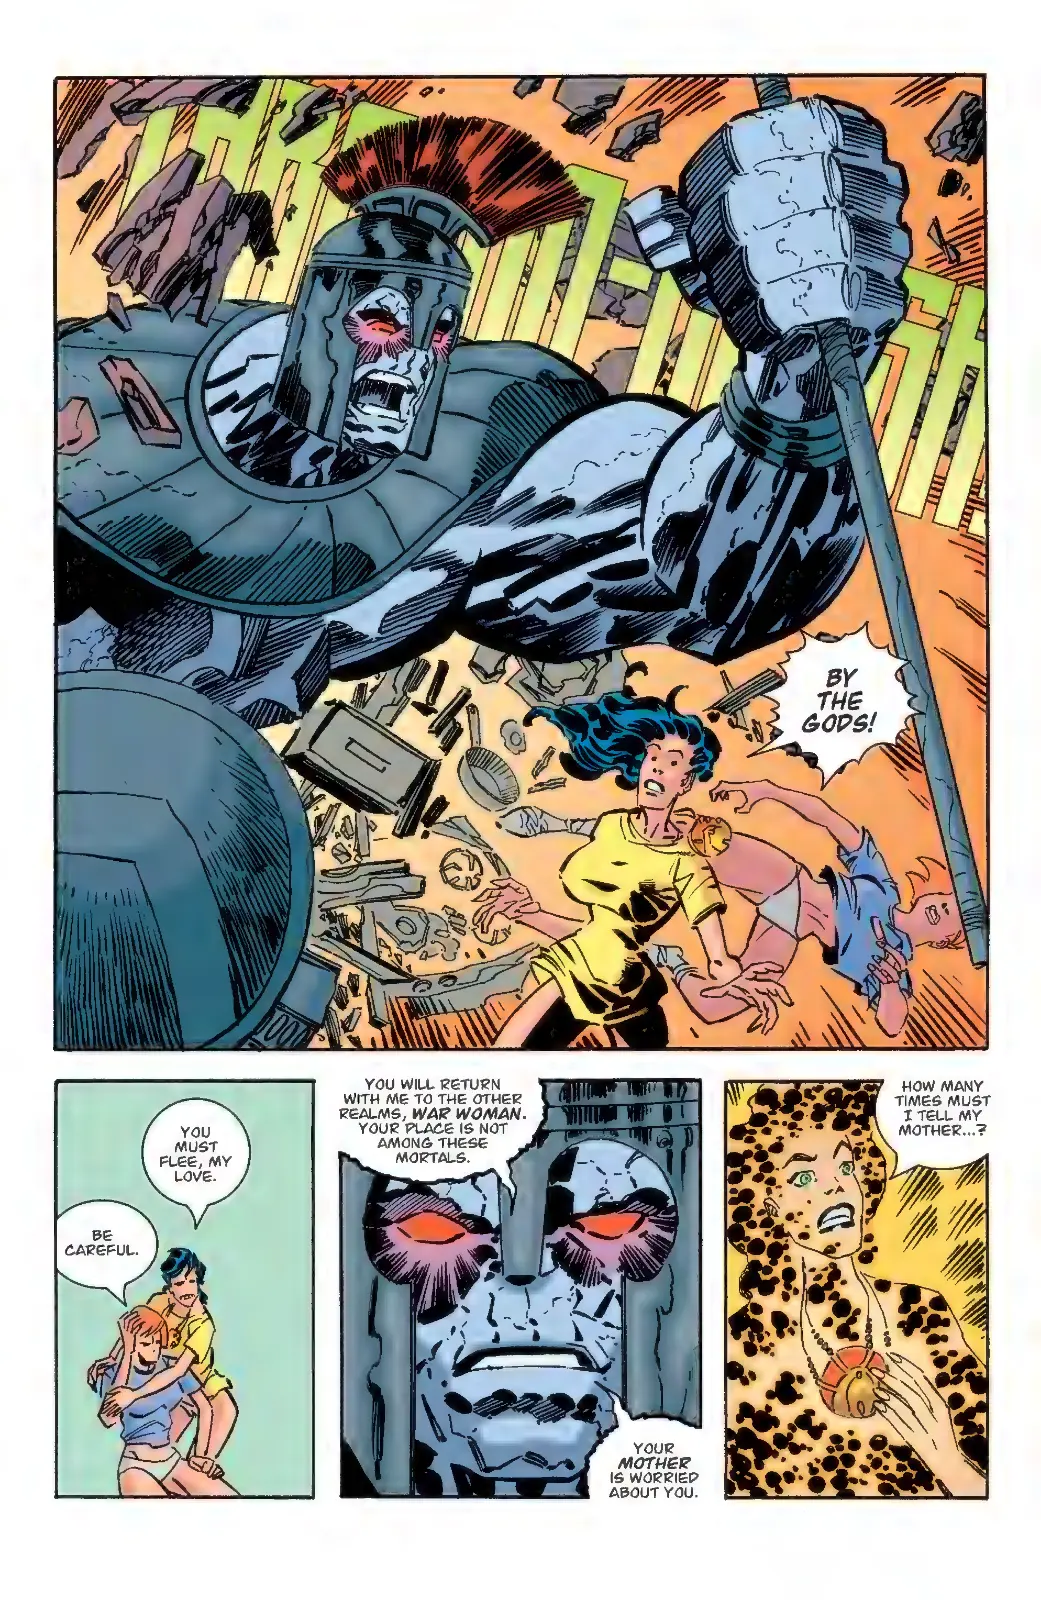 BY
THE
GODS!
YOU
MUST
FLEE, MY
LOVE.
BE
CAREFUL.
YOU WILL RETURN
WITH ME TO THE OTHER
REALMS, WAR WOMAN.
YOUR PLACE IS NOT
AMONG THESE
MORTALS.
YOUR
MOTHER
IS WORRIED
ABOUT YOU.
HOW MANY
TIMES MUST
I TELL MY
MOTHER...?